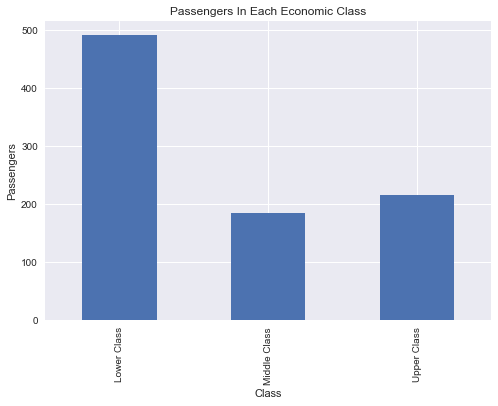 Passengers In Each Economic Class
500
400
300
200
100
0
Passengers
Lower Class
Middle Class
Upper Class
Class